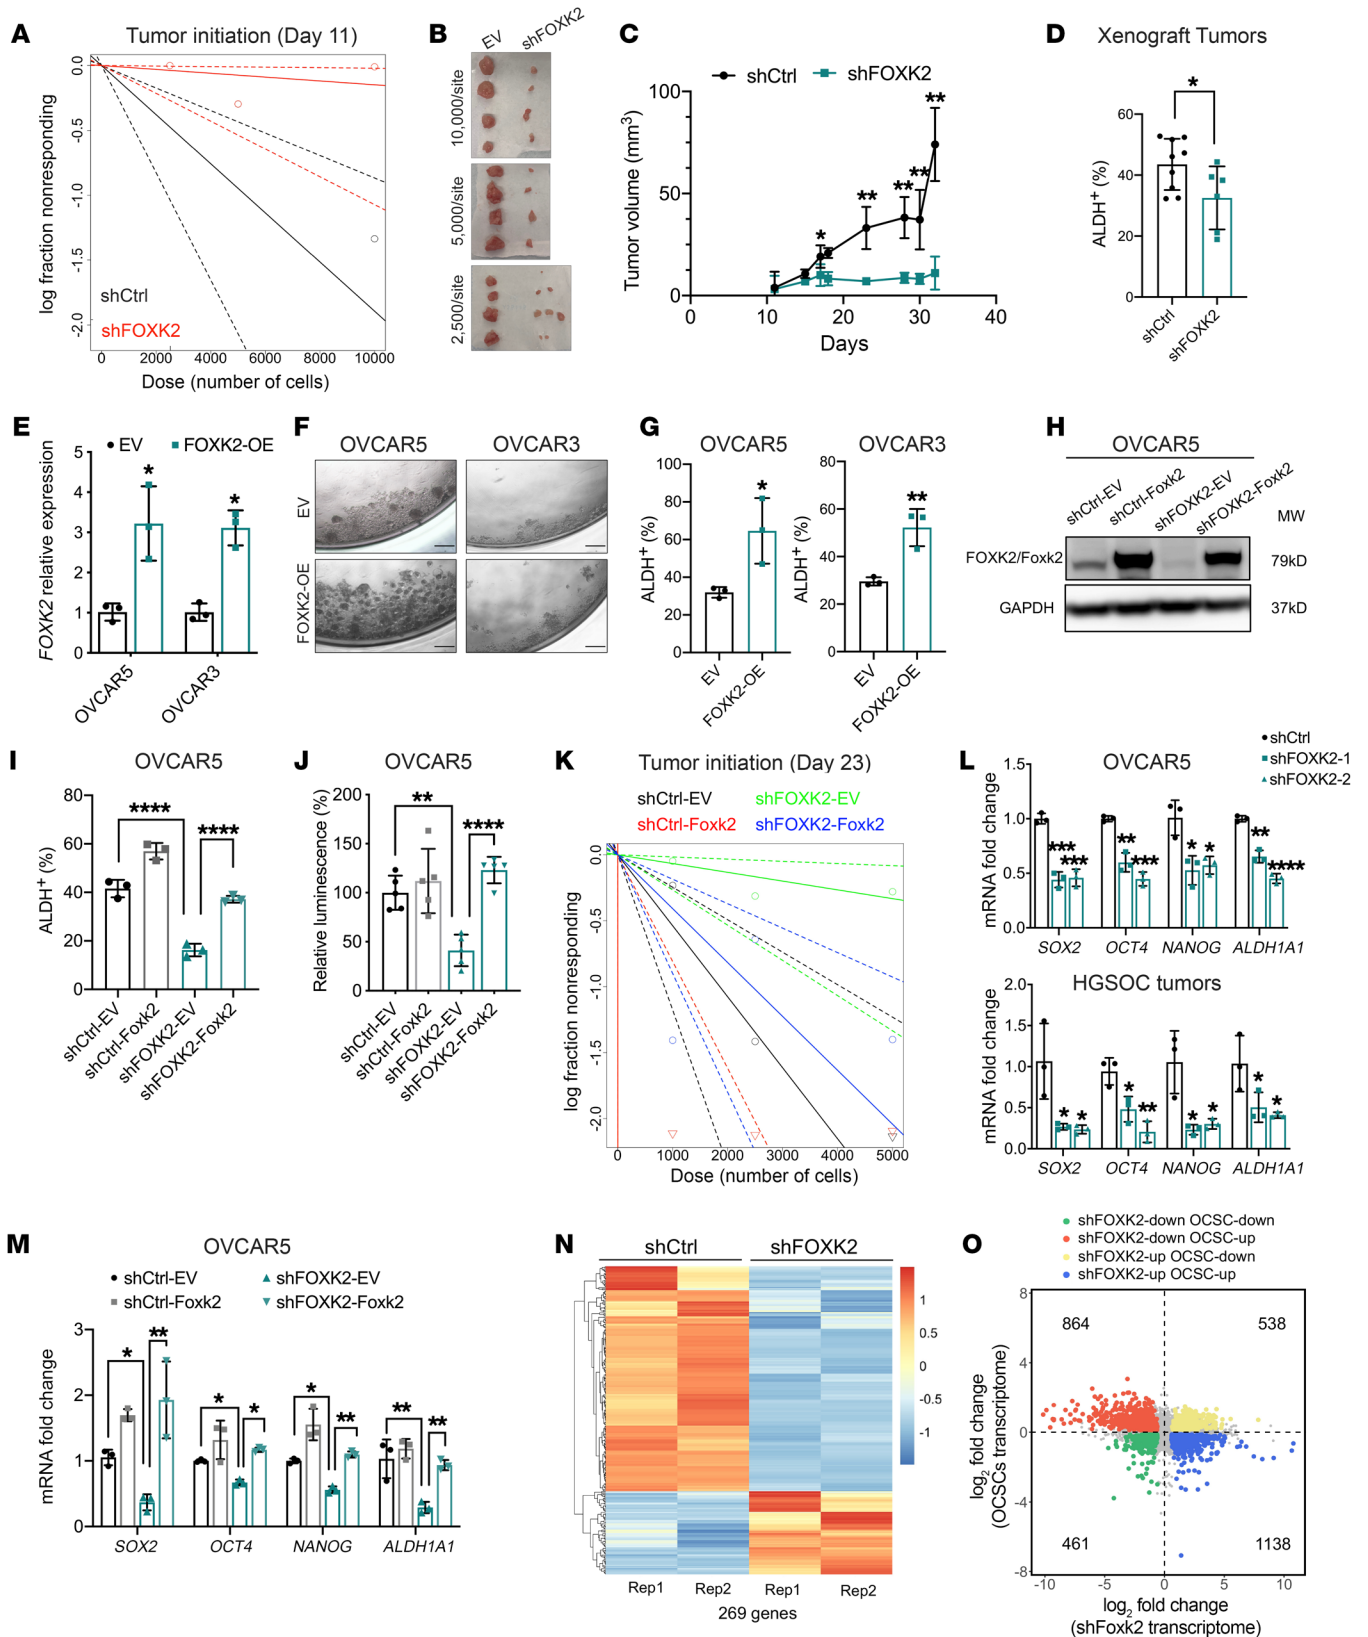 A
Tumor initiation (Day 11)
log fraction nonresponding
0.0
-0.5
-1.0
-1.5
-2.0
shCtrl
shFOXK2
0 2000 4000 6000 8000 10000
Dose (number of cells)
B
EV shFOXK2
10,000/site
5,000/site
2,500/site
C
shCtrl shFOXK2
Tumor volume (mm3)
100
50
0
* ** ** ** **
0 10 20 30 40
Days
D
Xenograft Tumors
*
ALDH+ (%)
60
40
20
0
shCtrl
shFOXK2
E
EV FOXK2-OE
FOXK2 relative expression
5
4
3
2
1
0
* *
OVCAR5
OVCAR3
F
OVCAR5 OVCAR3
EV
FOXK2-OE
G
OVCAR5
ALDH+ (%)
100
80
60
40
20
0
*
EV
FOXK2-OE
OVCAR3
ALDH+ (%)
80
60
40
20
0
**
EV
FOXK2-OE
H
OVCAR5
shCtrl-EV
shCtrl-Foxk2
shFOXK2-EV
shFOXK2-Foxk2
MW
FOXK2/Foxk2 79kD
GAPDH 37kD
I
OVCAR5
ALDH+ (%)
80
60
40
20
0
**** ****
shCtrl-EV
shCtrl-Foxk2
shFOXK2-EV
shFOXK2-Foxk2
J
OVCAR5
Relative luminescence (%)
200
150
100
50
0
** ****
shCtrl-EV
shCtrl-Foxk2
shFOXK2-EV
shFOXK2-Foxk2
K
Tumor initiation (Day 23)
shCtrl-EV shFOXK2-EV
shCtrl-Foxk2 shFOXK2-Foxk2
log fraction nonresponding
0.0
-0.5
-1.0
-1.5
-2.0
0 1000 2000 3000 4000 5000
Dose (number of cells)
L
shCtrl
shFOXK2-1
shFOXK2-2
OVCAR5
mRNA fold change
1.5
1.0
0.5
0.0
*** *** ** *** * * ** ****
SOX2 OCT4 NANOG ALDH1A1
HGSOC tumors
mRNA fold change
2.0
1.5
1.0
0.5
0.0
* * * ** * * * *
SOX2 OCT4 NANOG ALDH1A1
M
OVCAR5
shCtrl-EV shFOXK2-EV
shCtrl-Foxk2 shFOXK2-Foxk2
mRNA fold change
3
2
1
0
* ** * * * ** ** **
SOX2 OCT4 NANOG ALDH1A1
N
shCtrl shFOXK2
1
0.5
0
-0.5
-1
Rep1 Rep2 Rep1 Rep2
269 genes
O
shFOXK2-down OCSC-down
shFOXK2-down OCSC-up
shFOXK2-up OCSC-down
shFOXK2-up OCSC-up
log2 fold change
(OCSCs transcriptome)
8
4
0
-4
-8
864 538
461 1138
-10 -5 0 5 10
log2 fold change
(shFoxk2 transcriptome)